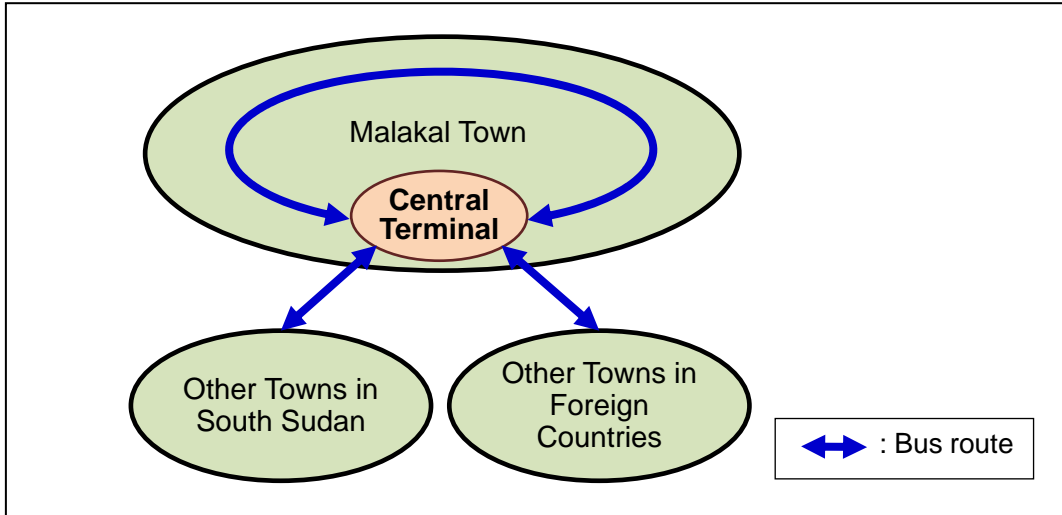 Malakal Town
Central
Terminal
Other Towns in
South Sudan
Other Towns in
Foreign
Countries
: Bus route